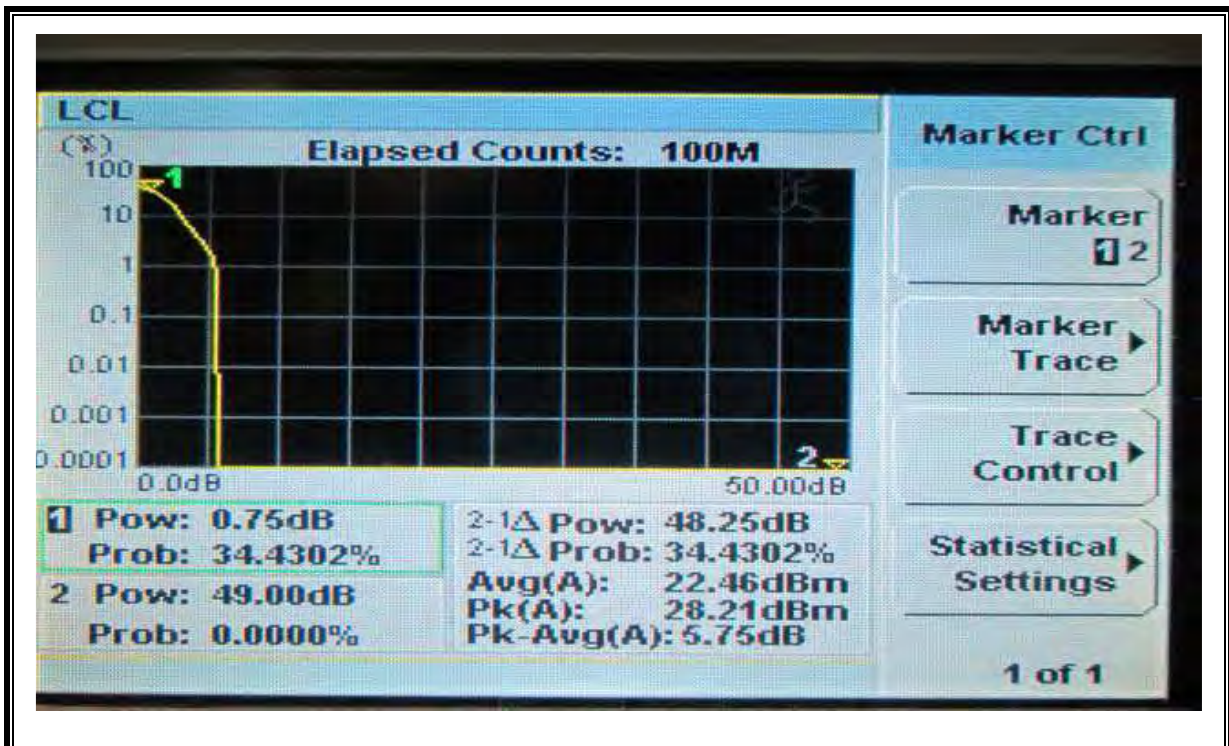 LCL
Marker Ctrl
(%)
Elapsed Counts: 100M
100
10
1
0.1
0.01
0.001
0.0001
1
2
0.0dB
50.00dB
1 Pow: 0.75dB
Prob: 34.4302%
2 Pow: 49.00dB
Prob: 0.0000%
2-1Δ Pow: 48.25dB
2-1Δ Prob: 34.4302%
Avg(A): 22.46dBm
Pk(A): 28.21dBm
Pk-Avg(A): 5.75dB
Marker
1 2
Marker
Trace
Trace
Control
Statistical
Settings
1 of 1